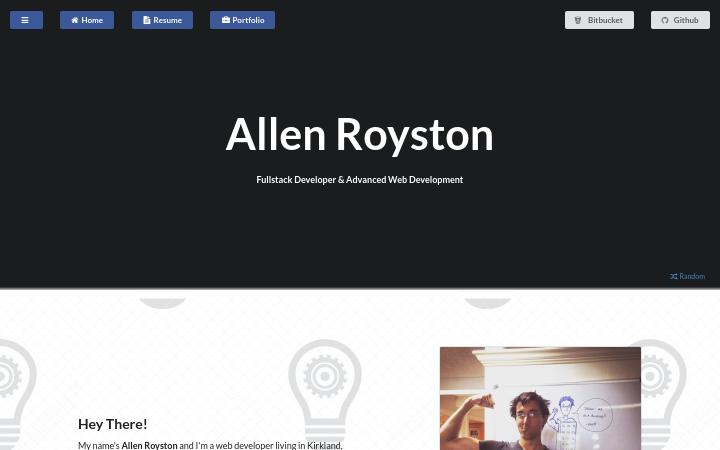 Home
Resume
Portfolio
Bitbucket
Github
Allen Royston
Fullstack Developer & Advanced Web Development
Random
Hey There!
My name's Allen Royston and I'm a web developer living in Kirkland,